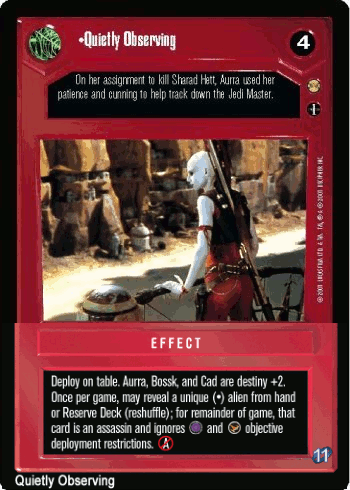 •Quietly Observing
4
On her assignment to kill Sharad Hett, Aurra used her
patience and cunning to help track down the Jedi Master.
EFFECT
Deploy on table. Aurra, Bossk, and Cad are destiny +2.
Once per game, may reveal a unique (•) alien from hand
or Reserve Deck (reshuffle); for remainder of game, that
card is an assassin and ignores and objective
deployment restrictions. A
11
Quietly Observing